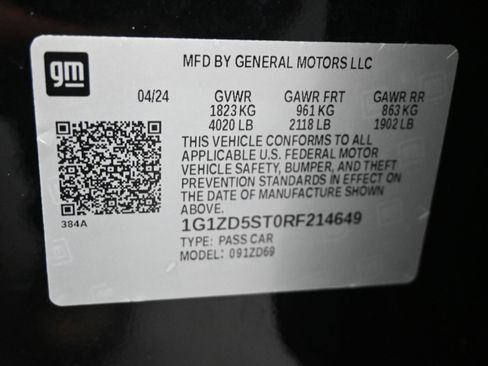 gm
MFD BY GENERAL MOTORS LLC
04/24 GVWR GAWR FRT GAWR RR
1823 KG 961 KG 863 KG
4020 LB 2118 LB 1902 LB
THIS VEHICLE CONFORMS TO ALL
APPLICABLE U.S. FEDERAL MOTOR
VEHICLE SAFETY, BUMPER, AND THEFT
PREVENTION STANDARDS IN EFFECT ON
THE DATE OF MANUFACTURE SHOWN
ABOVE.
384A
1G1ZD5ST0RF214649
TYPE: PASS CAR
MODEL: 091ZD69